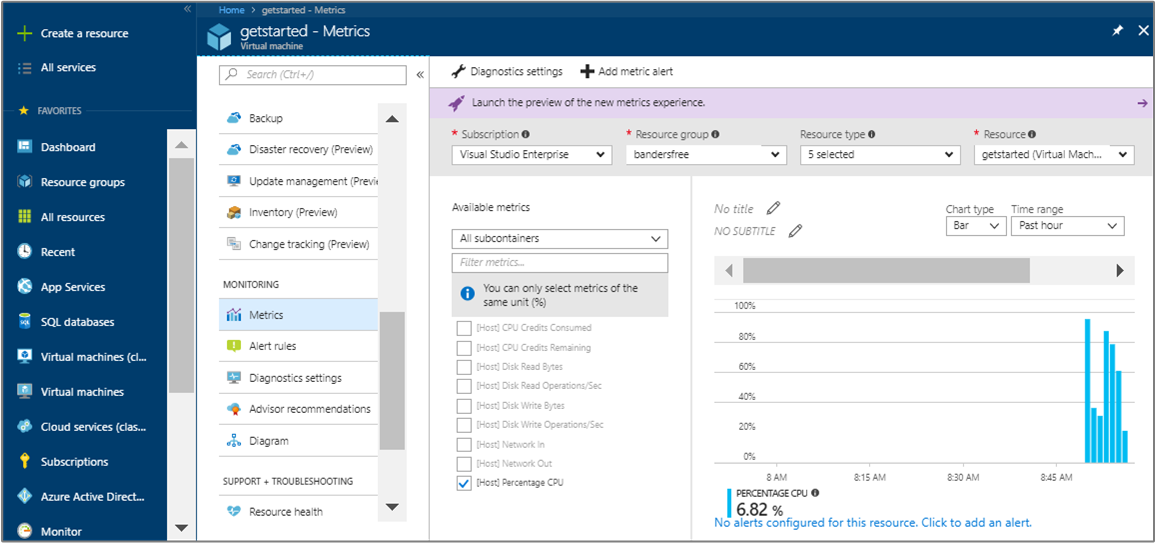 Home > getstarted - Metrics
Create a resource
All services
FAVORITES
Dashboard
Resource groups
All resources
Recent
App Services
SQL databases
Virtual machines (cl...
Virtual machines
Cloud services (clas...
Subscriptions
Azure Active Direct...
Monitor
getstarted - Metrics
Virtual machine
Search (Ctrl+/)
Backup
Disaster recovery (Preview)
Update management (Previe
Inventory (Preview)
Change tracking (Preview)
MONITORING
Metrics
Alert rules
Diagnostics settings
Advisor recommendations
Diagram
SUPPORT + TROUBLESHOOTING
Resource health
Diagnostics settings
Add metric alert
Launch the preview of the new metrics experience.
* Subscription
Visual Studio Enterprise
* Resource group
bandersfree
Resource type
5 selected
* Resource
getstarted (Virtual Mach...
Available metrics
All subcontainers
Filter metrics...
You can only select metrics of the
same unit (%)
[Host] CPU Credits Consumed
[Host] CPU Credits Remaining
[Host] Disk Read Bytes
[Host] Disk Read Operations/Sec
[Host] Disk Write Bytes
[Host] Disk Write Operations/Sec
[Host] Network In
[Host] Network Out
[Host] Percentage CPU
No title
NO SUBTITLE
Chart type
Bar
Time range
Past hour
100%
80%
60%
40%
20%
0%
8 AM
8:15 AM
8:30 AM
8:45 AM
PERCENTAGE CPU
6.82 %
No alerts configured for this resource. Click to add an alert.